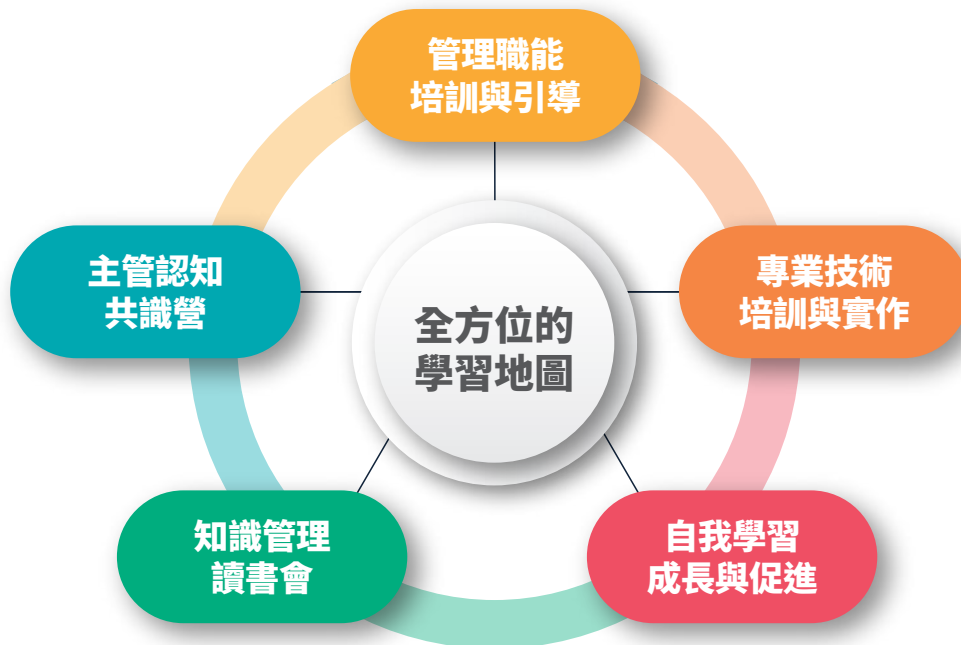 管理職能
培訓與引導
主管認知
共識營
專業技術
培訓與實作
全方位的
學習地圖
知識管理
讀書會
自我學習
成長與促進